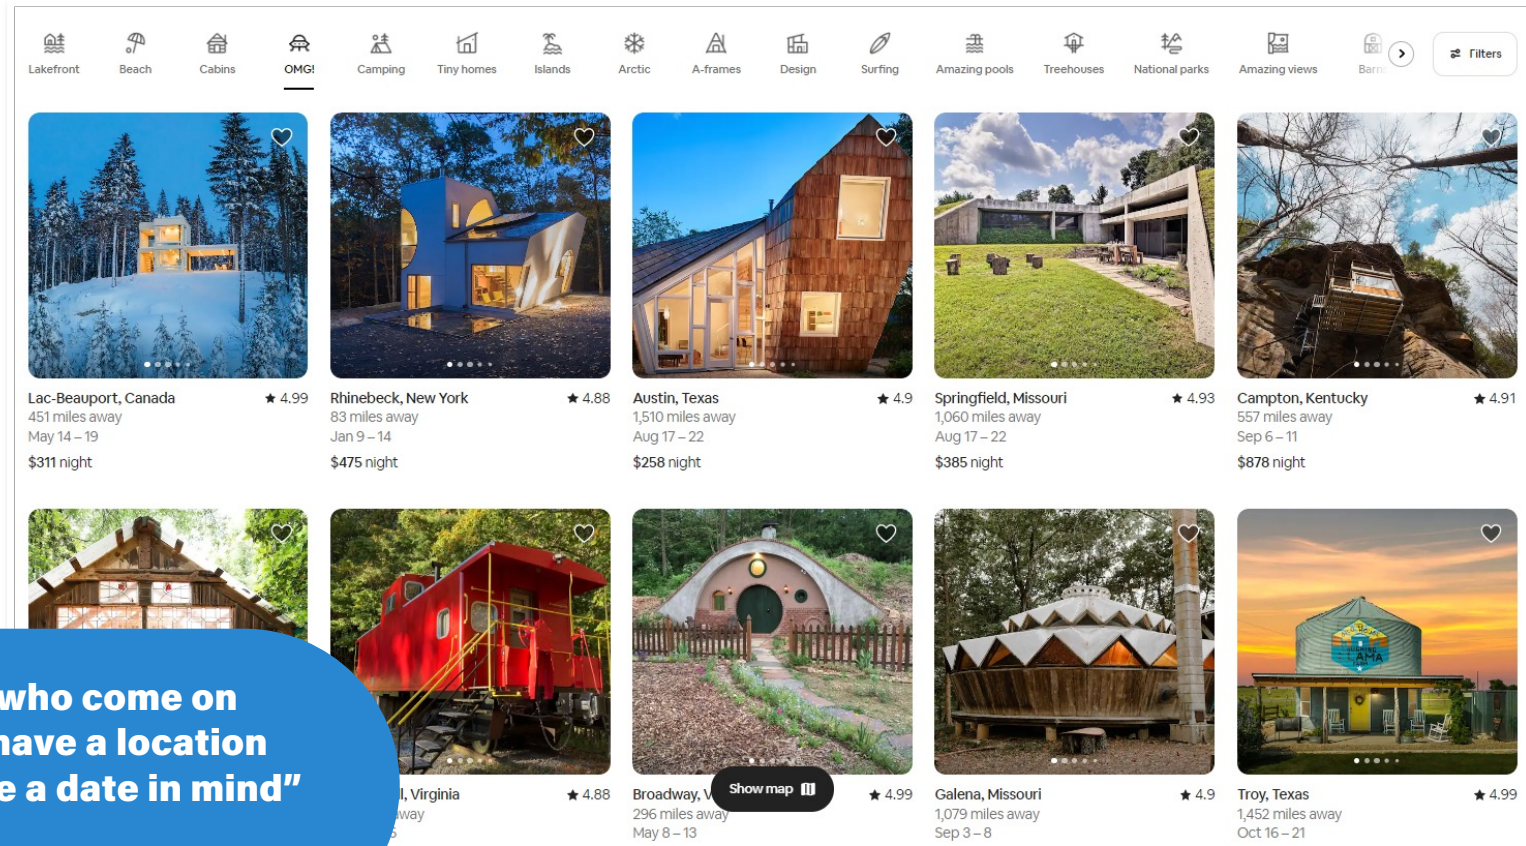 Lakefront Beach Cabins OMG! Camping Tiny homes Islands Arctic A-frames Design Surfing Amazing pools Treehouses National parks Amazing views Filters
Lac-Beauport, Canada ★ 4.99
451 miles away
May 14 – 19
$311 night
Rhinebeck, New York ★ 4.88
83 miles away
Jan 9 – 14
$475 night
Austin, Texas ★ 4.9
1,510 miles away
Aug 17 – 22
$258 night
Springfield, Missouri ★ 4.93
1,060 miles away
Aug 17 – 22
$385 night
Campton, Kentucky ★ 4.91
557 miles away
Sep 6 – 11
$878 night
who come on
have a location
e a date in mind”
l, Virginia ★ 4.88
away
Broadway, V ★ 4.99
296 miles away
May 8 – 13
Show map
Galena, Missouri ★ 4.9
1,079 miles away
Sep 3 – 8
Troy, Texas ★ 4.99
1,452 miles away
Oct 16 – 21